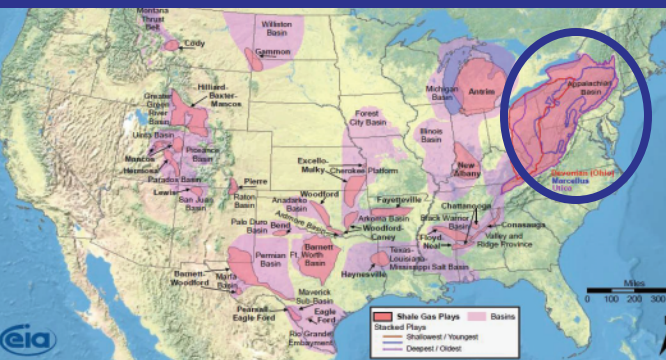 Montana
Thrust
Belt
Cody
Williston
Basin
Gammon
Hilliard-
Baxter-
Mancos
Greater
Green
River
Basin
Uinta Basin
Mancos
Piceance
Basin
Hermosa
Paradox Basin
Lewis
San Juan
Basin
Pierre
Raton
Basin
Palo Duro
Basin
Anadarko
Basin
Woodford
Excello-
Mulky
Cherokee Platform
Forest
City Basin
Illinois
Basin
Michigan
Basin
Antrim
New
Albany
Appalachian
Basin
Devonian (Ohio)
Marcellus
Utica
Fayetteville
Chattanooga
Arkoma Basin
Black Warrior
Basin
Ardmore Basin
Bend
Woodford-
Caney
Floyd-
Neal
Conasauga
Valley and
Ridge Province
Permian
Basin
Ft. Worth
Basin
Barnett
Texas-
Louisiana-
Mississippi Salt Basin
Haynesville
Barnett-
Woodford
Marfa
Basin
Maverick
Sub-Basin
Pearsall
Eagle Ford
Eagle
Ford
Rio Grande
Embayment
Miles
0 100 200 300
Shale Gas Plays
Basins
Stacked Plays
Shallowest / Youngest
Deepest / Oldest
eia